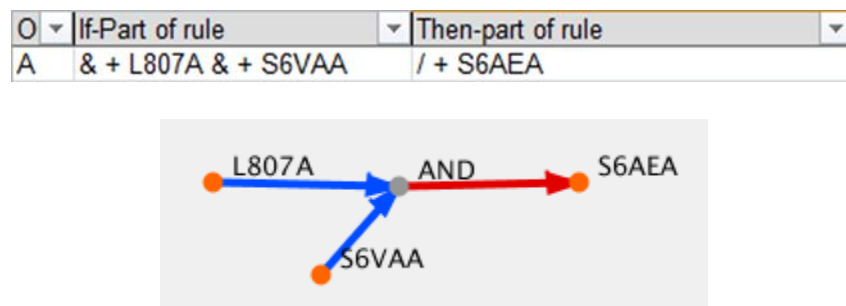 O If-Part of rule Then-part of rule
A & + L807A & + S6VAA / + S6AEA
L807A AND S6AEA
S6VAA